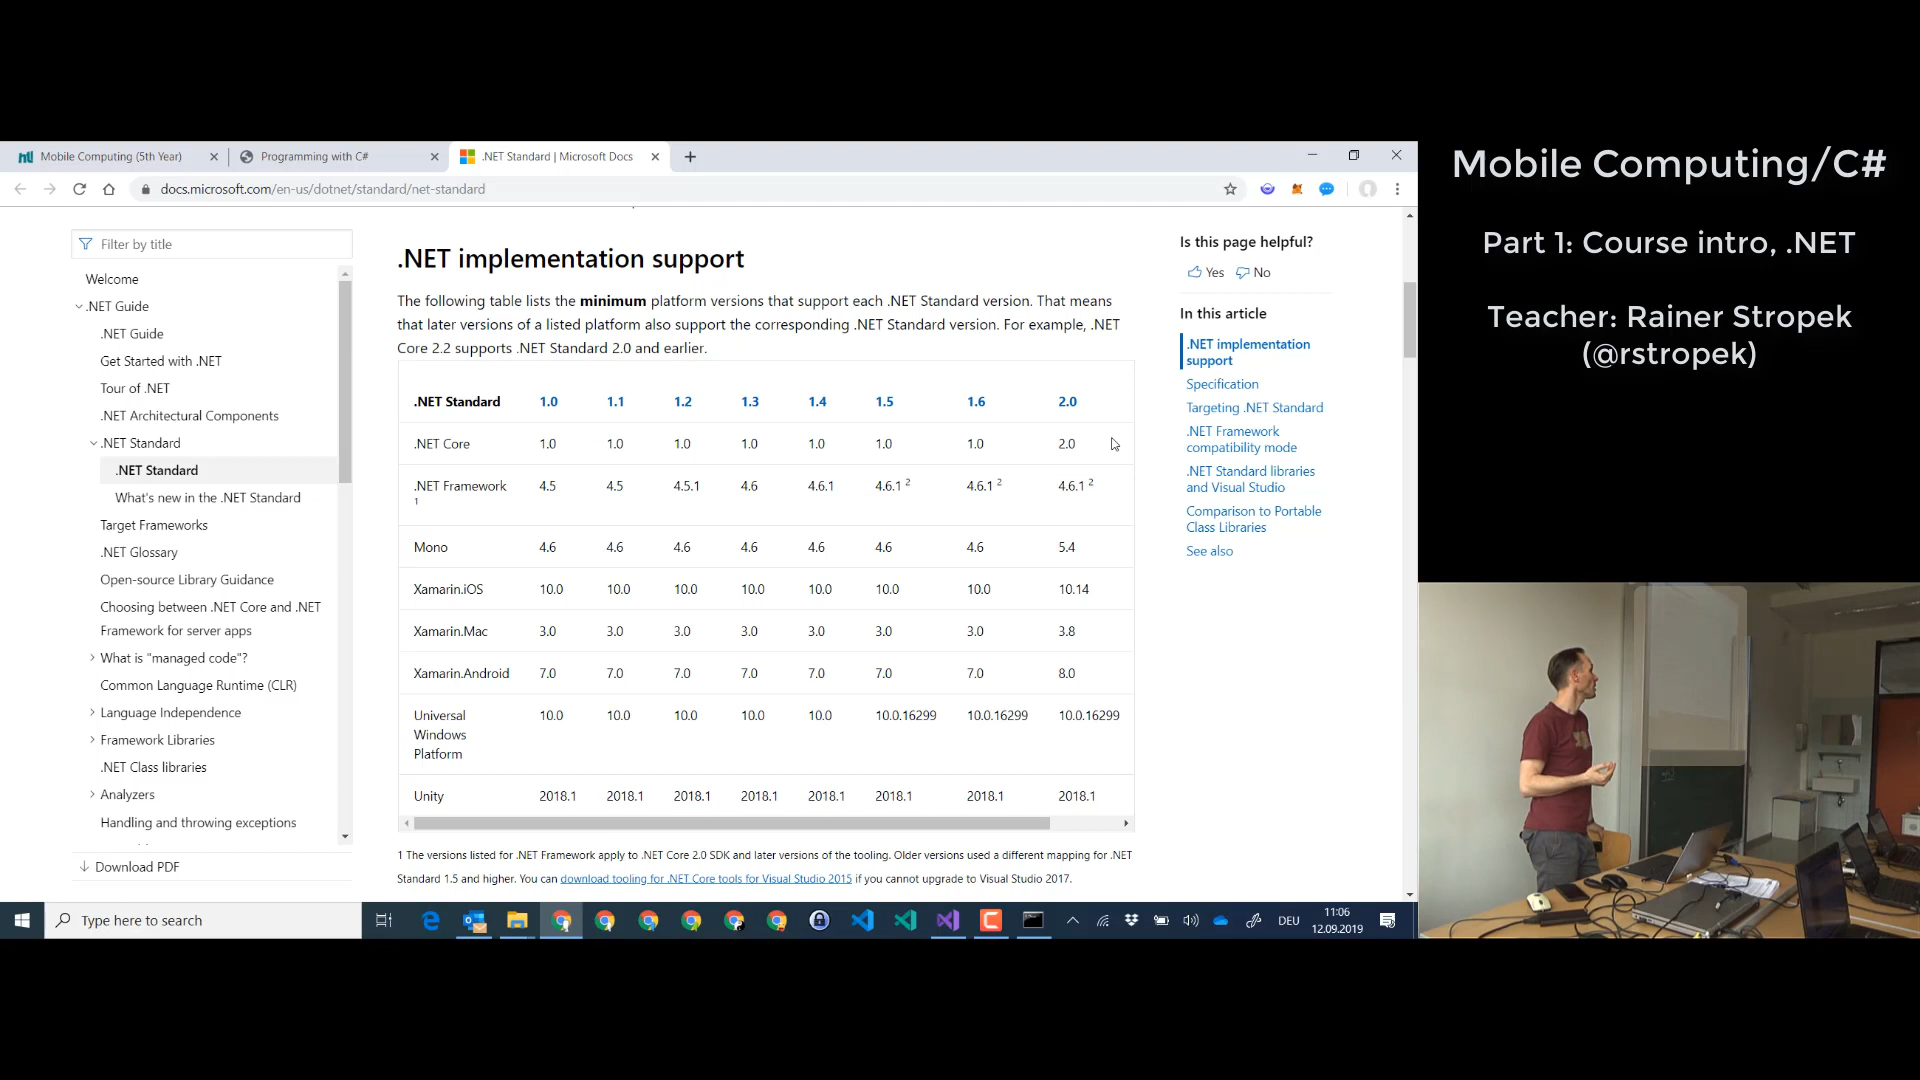 Mobile Computing (5th Year)
Programming with C#
.NET Standard | Microsoft Docs
docs.microsoft.com/en-us/dotnet/standard/net-standard
Filter by title
Welcome
.NET Guide
.NET Guide
Get Started with .NET
Tour of .NET
.NET Architectural Components
.NET Standard
.NET Standard
What's new in the .NET Standard
Target Frameworks
.NET Glossary
Open-source Library Guidance
Choosing between .NET Core and .NET
Framework for server apps
What is "managed code"?
Common Language Runtime (CLR)
Language Independence
Framework Libraries
.NET Class libraries
Analyzers
Handling and throwing exceptions
Download PDF
.NET implementation support
The following table lists the minimum platform versions that support each .NET Standard version. That means
that later versions of a listed platform also support the corresponding .NET Standard version. For example, .NET
Core 2.2 supports .NET Standard 2.0 and earlier.
.NET Standard 1.0 1.1 1.2 1.3 1.4 1.5 1.6 2.0
.NET Core 1.0 1.0 1.0 1.0 1.0 1.0 1.0 2.0
.NET Framework 4.5 4.5 4.5.1 4.6 4.6.1 4.6.1 2 4.6.1 2 4.6.1 2
1
Mono 4.6 4.6 4.6 4.6 4.6 4.6 4.6 5.4
Xamarin.iOS 10.0 10.0 10.0 10.0 10.0 10.0 10.0 10.14
Xamarin.Mac 3.0 3.0 3.0 3.0 3.0 3.0 3.0 3.8
Xamarin.Android 7.0 7.0 7.0 7.0 7.0 7.0 7.0 8.0
Universal 10.0 10.0 10.0 10.0 10.0 10.0.16299 10.0.16299 10.0.16299
Windows
Platform
Unity 2018.1 2018.1 2018.1 2018.1 2018.1 2018.1 2018.1 2018.1
1 The versions listed for .NET Framework apply to .NET Core 2.0 SDK and later versions of the tooling. Older versions used a different mapping for .NET
Standard 1.5 and higher. You can download tooling for .NET Core tools for Visual Studio 2015 if you cannot upgrade to Visual Studio 2017.
Is this page helpful?
Yes No
In this article
.NET implementation
support
Specification
Targeting .NET Standard
.NET Framework
compatibility mode
.NET Standard libraries
and Visual Studio
Comparison to Portable
Class Libraries
See also
Type here to search
DEU
11:06
12.09.2019
Mobile Computing/C#
Part 1: Course intro, .NET
Teacher: Rainer Stropek
(@rstropek)